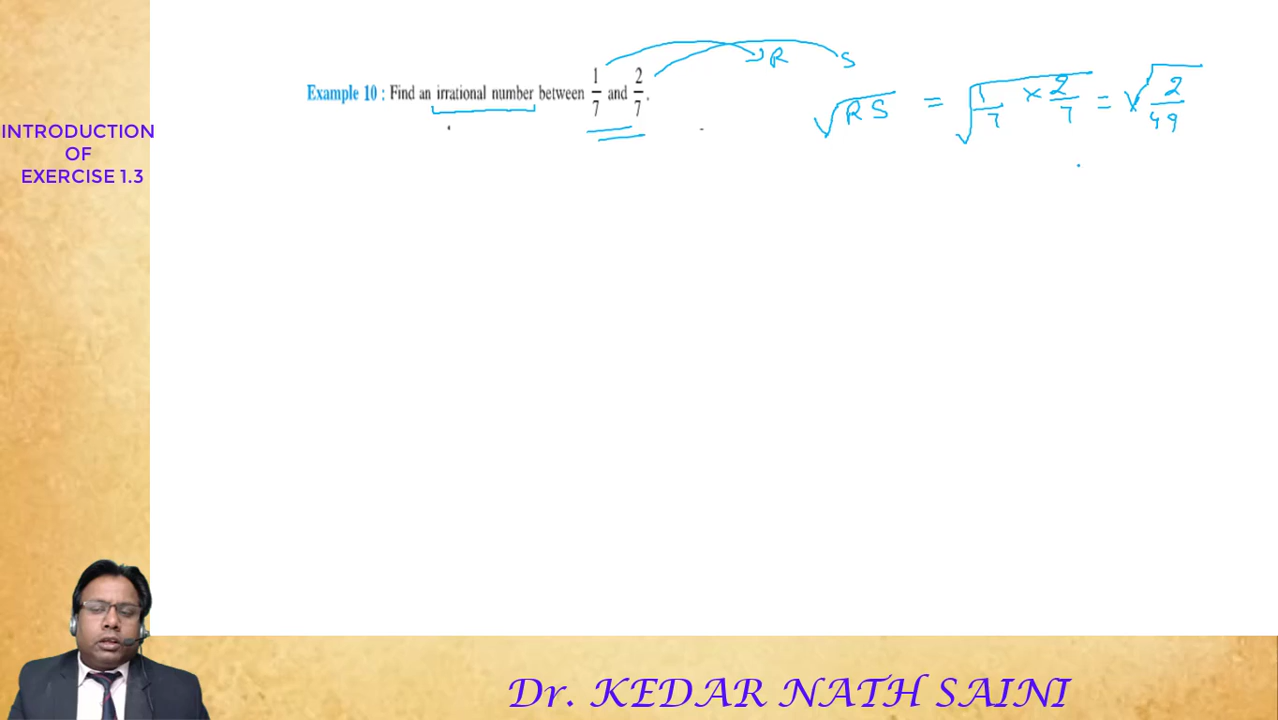 INTRODUCTION
OF
EXERCISE 1.3
Example 10 : Find an irrational number between 1/7 and 2/7.
R S
√RS = √1/7 × 2/7 = √2/49
Dr. KEDAR NATH SAINI